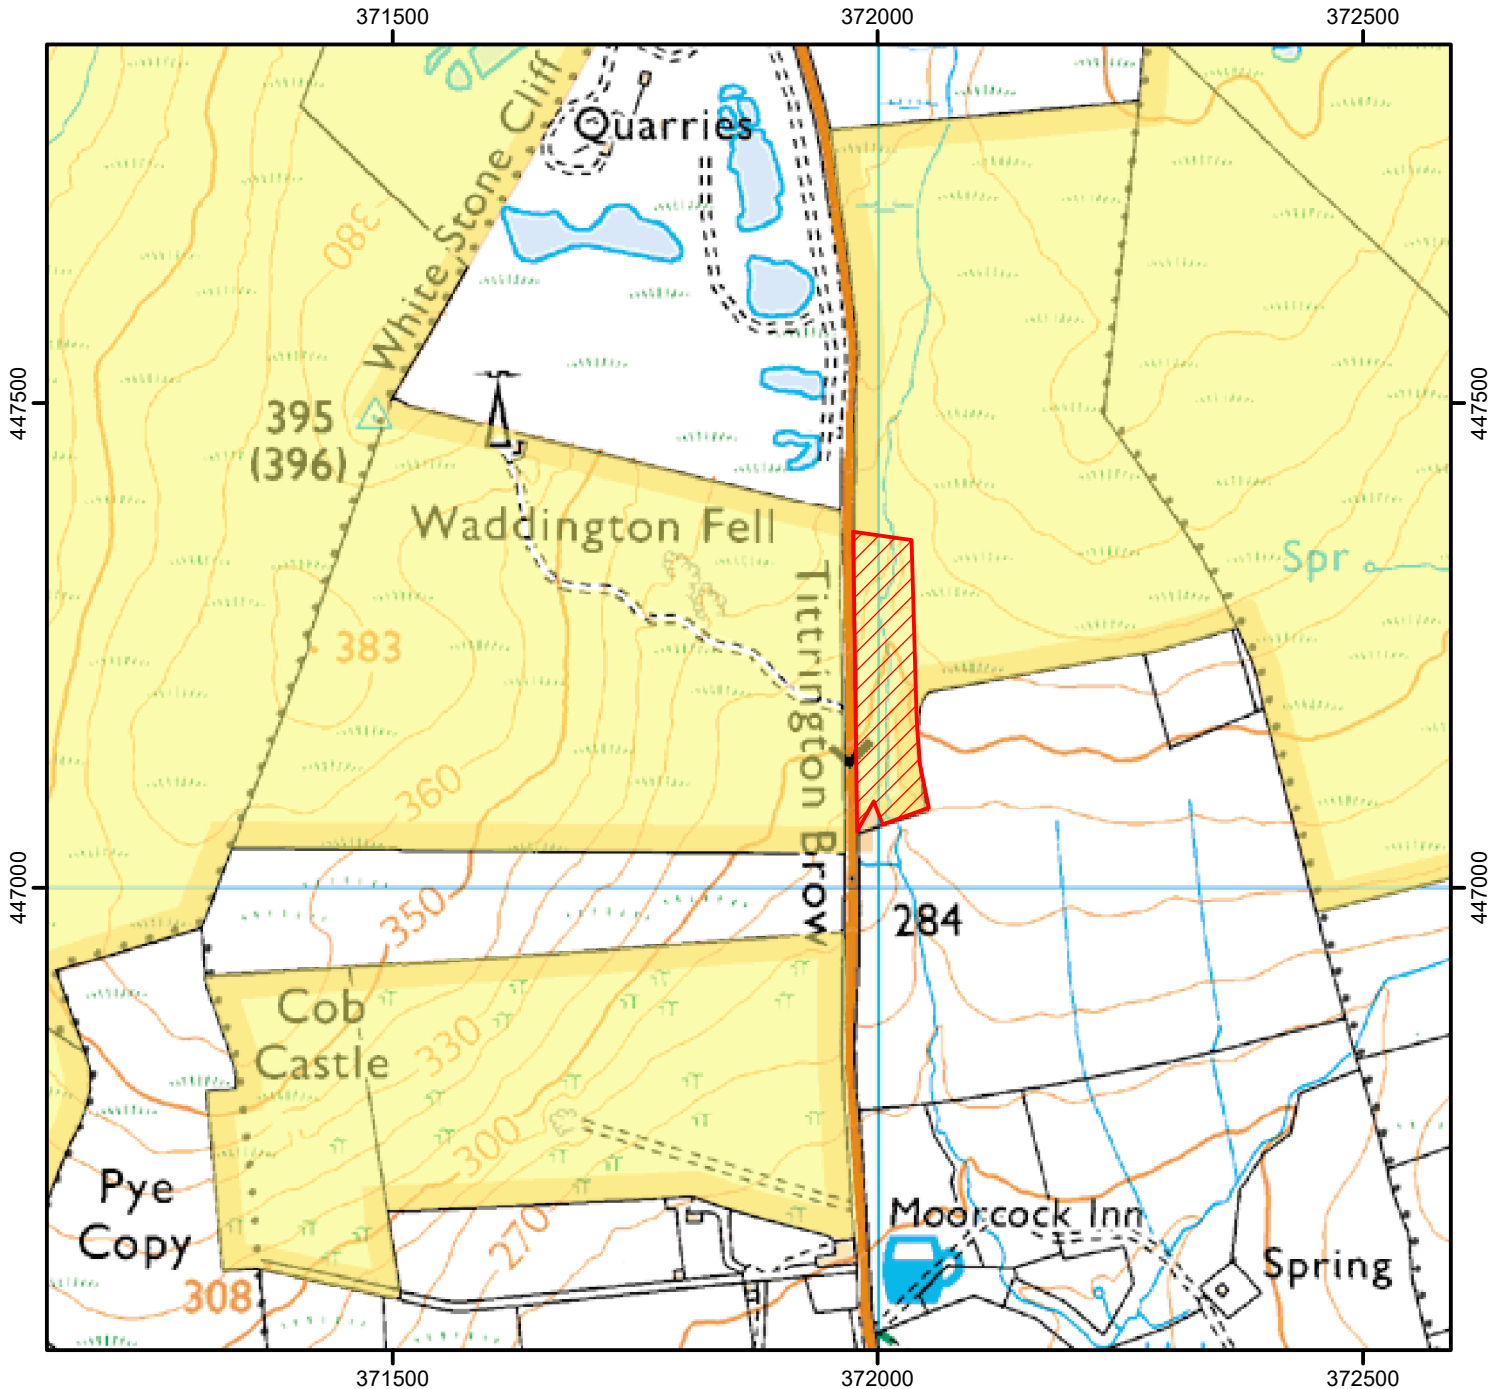 371500
372000
372500
White Stone Cliff
Quarries
380
447500
447500
395
(396)
Waddington Fell
Spr
383
Tittrington Brow
360
447000
447000
350
284
Cob
Castle
330
300
Pye
Copy
270
Moorcock Inn
Spring
308
371500
372000
372500